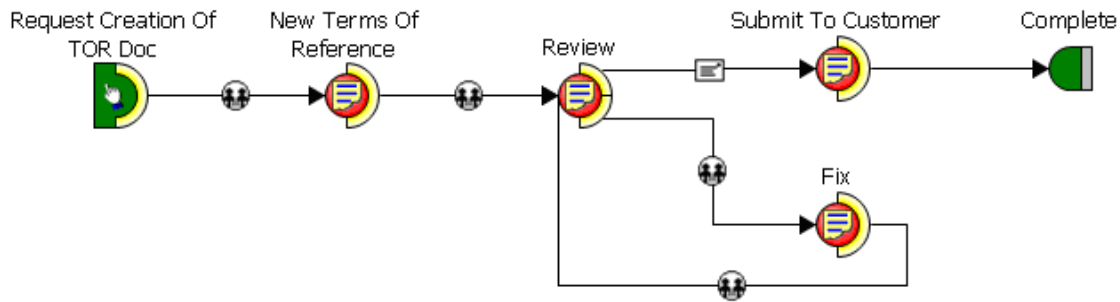 Request Creation Of
TOR Doc
New Terms Of
Reference
Review
Submit To Customer
Complete
Fix